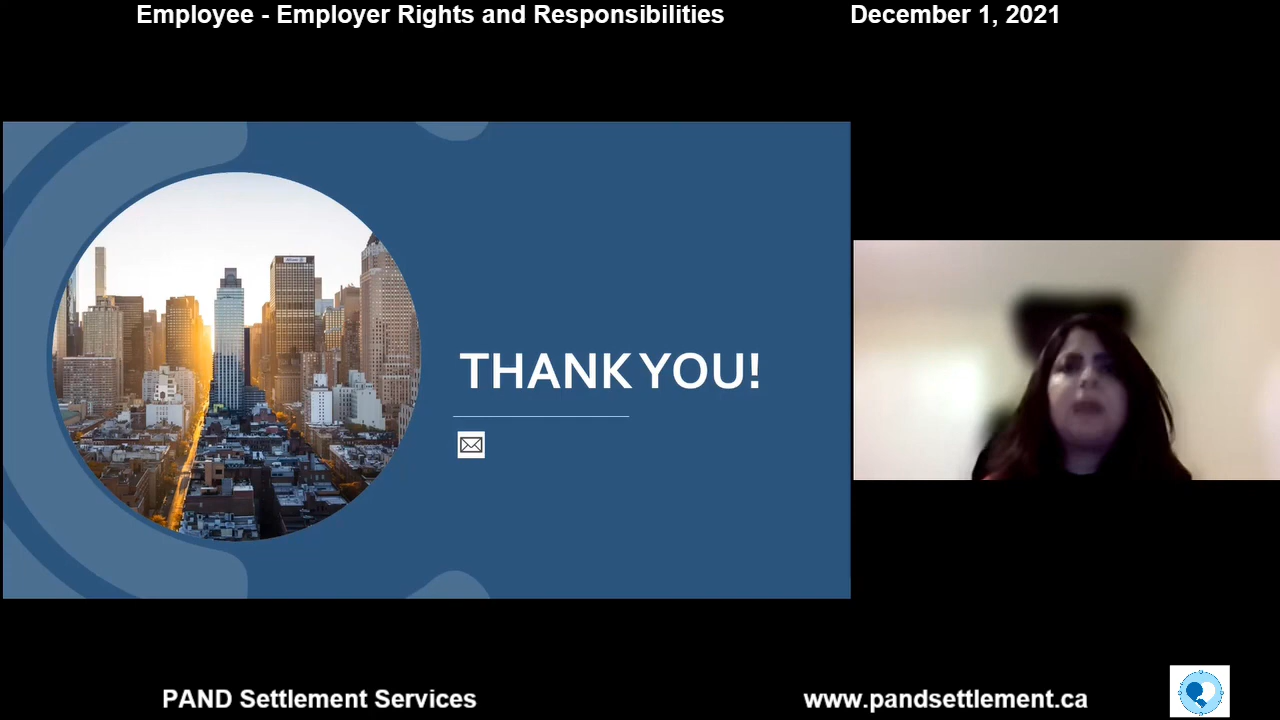 Employee - Employer Rights and Responsibilities
December 1, 2021
THANK YOU!
PAND Settlement Services
www.pandsettlement.ca